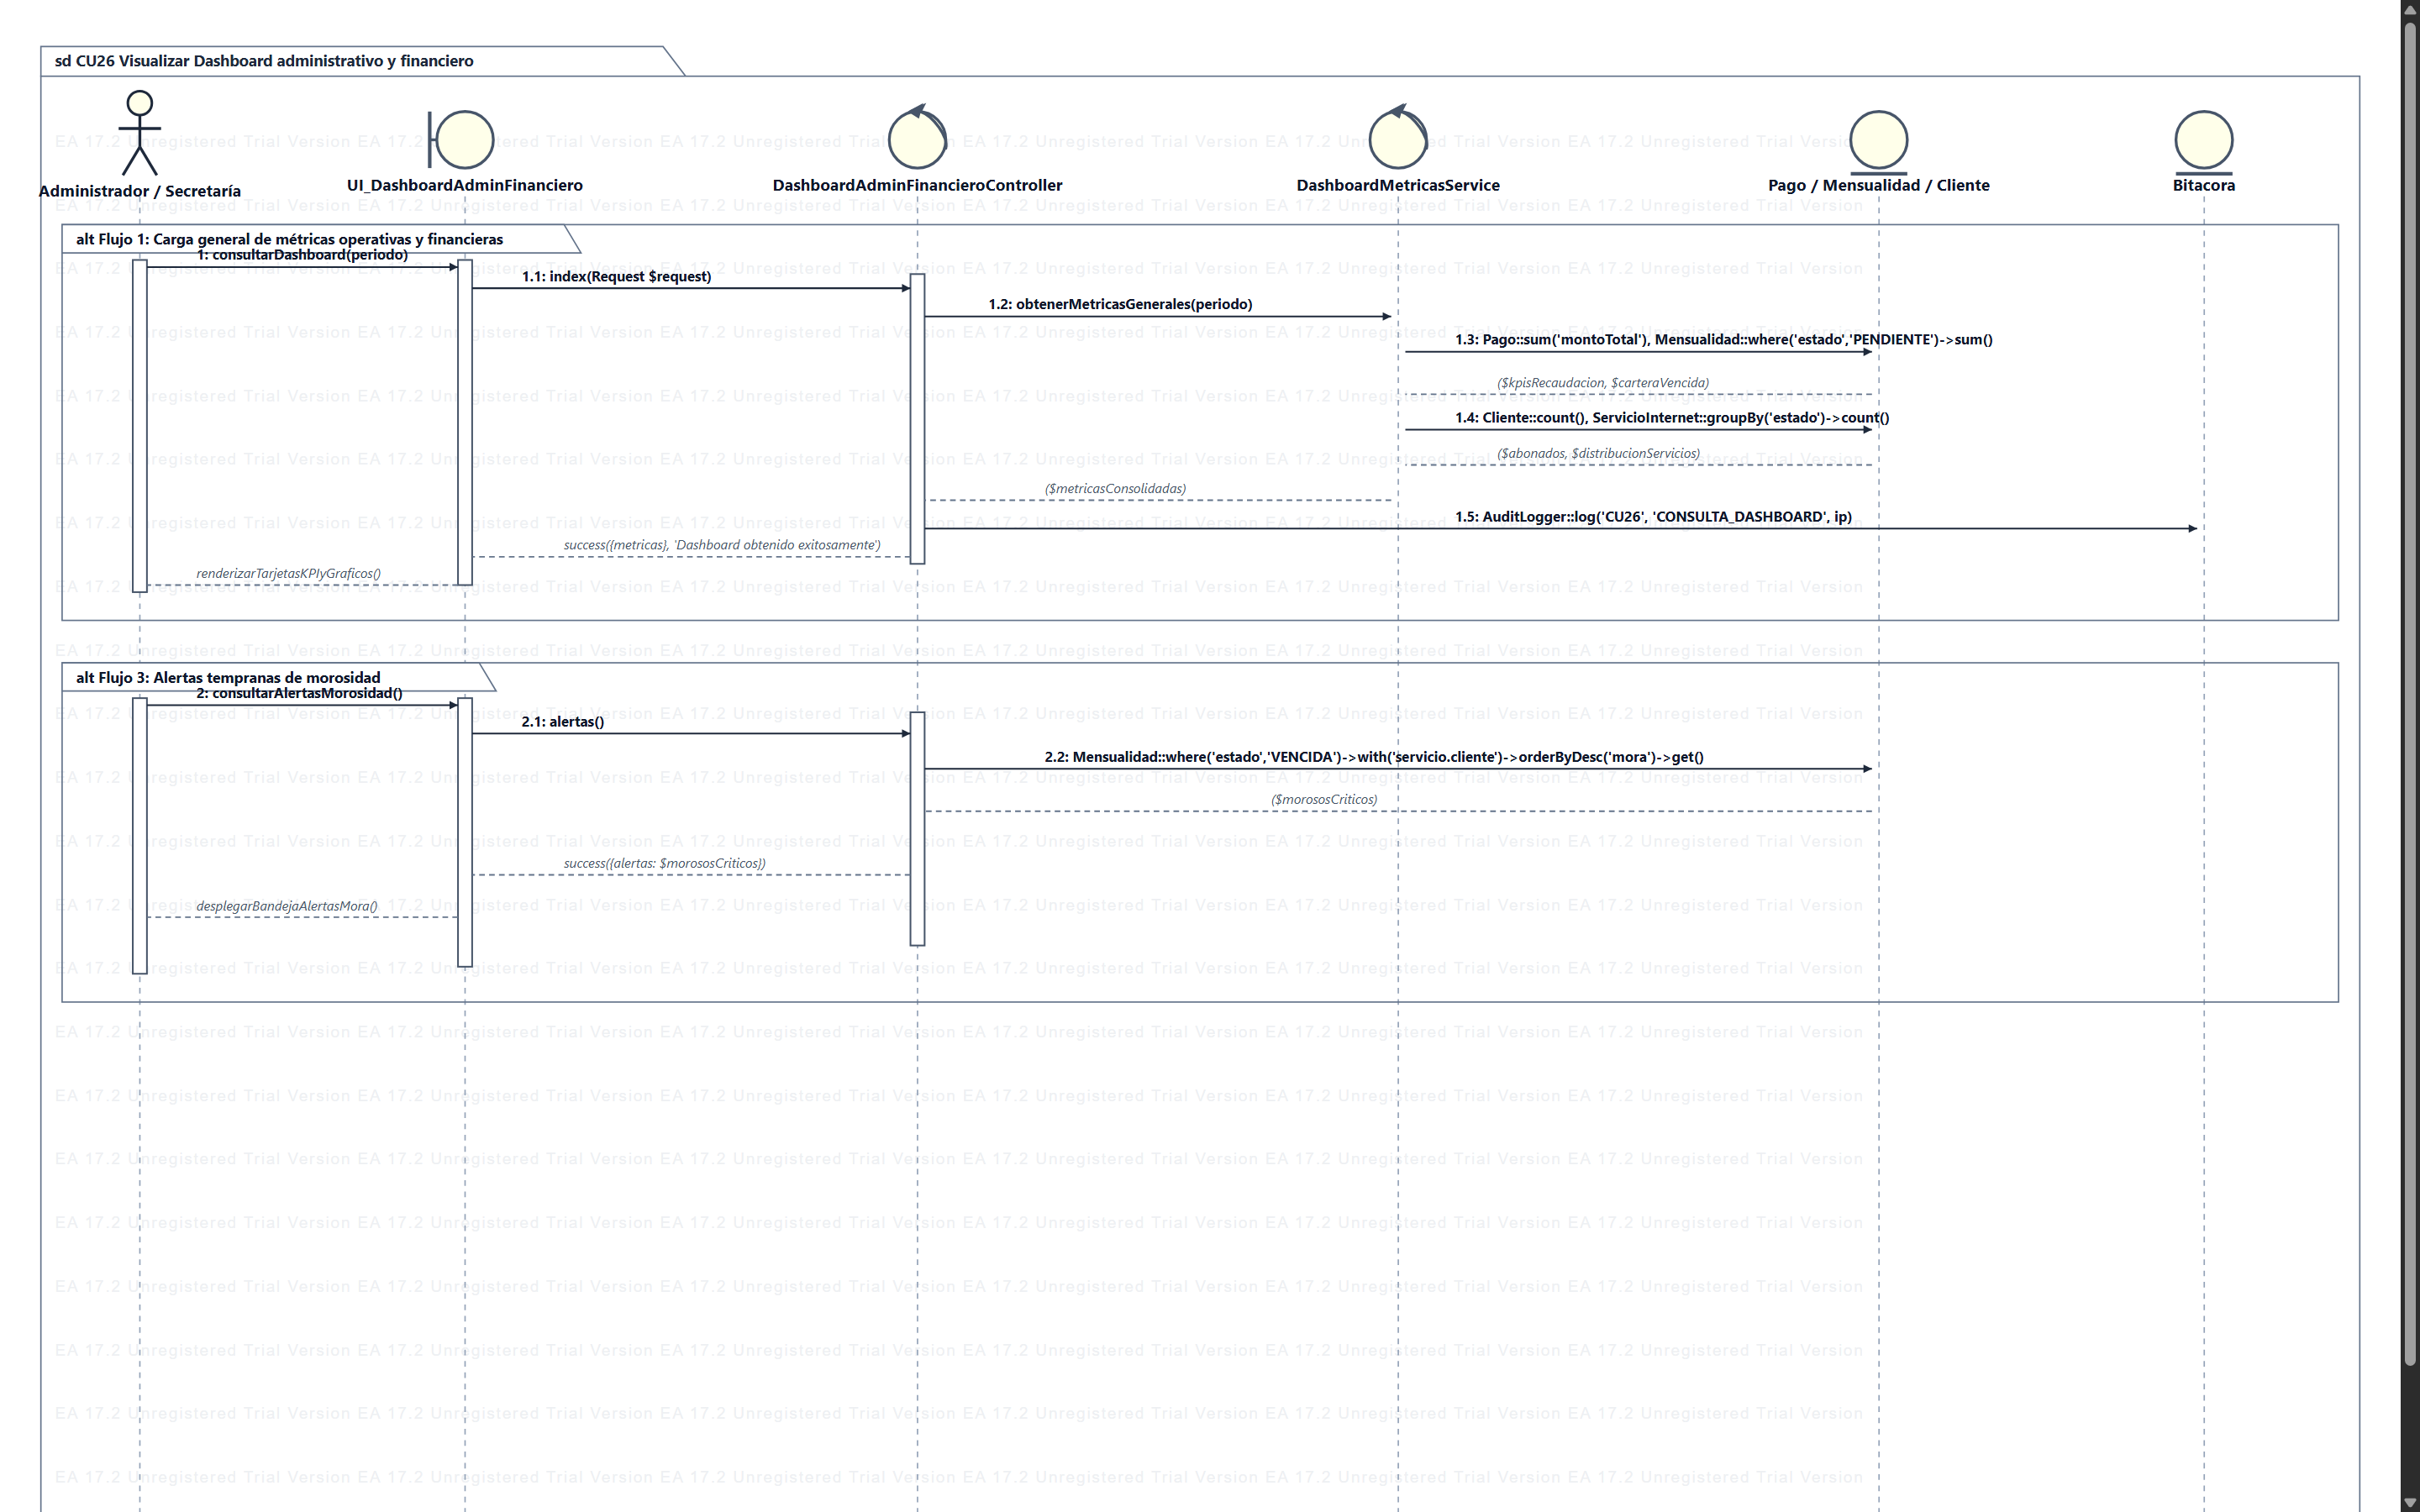 sd CU26 Visualizar Dashboard administrativo y financiero
Administrador / Secretaría
UI_DashboardAdminFinanciero
DashboardAdminFinancieroController
DashboardMetricasService
Pago / Mensualidad / Cliente
Bitacora
alt Flujo 1: Carga general de métricas operativas y financieras
1: consultarDashboard(periodo)
1.1: index(Request $request)
1.2: obtenerMetricasGenerales(periodo)
1.3: Pago::sum('montoTotal'), Mensualidad::where('estado','PENDIENTE')->sum()
($kpisRecaudacion, $carteraVencida)
1.4: Cliente::count(), ServicioInternet::groupBy('estado')->count()
($abonados, $distribucionServicios)
($metricasConsolidadas)
1.5: AuditLogger::log('CU26', 'CONSULTA_DASHBOARD', ip)
success({metricas}, 'Dashboard obtenido exitosamente')
renderizarTarjetasKPIyGraficos()
alt Flujo 3: Alertas tempranas de morosidad
2: consultarAlertasMorosidad()
2.1: alertas()
2.2: Mensualidad::where('estado','VENCIDA')->with('servicio.cliente')->orderByDesc('mora')->get()
($morososCriticos)
success({alertas: $morososCriticos})
desplegarBandejaAlertasMora()
EA 17.2 Unregistered Trial Version